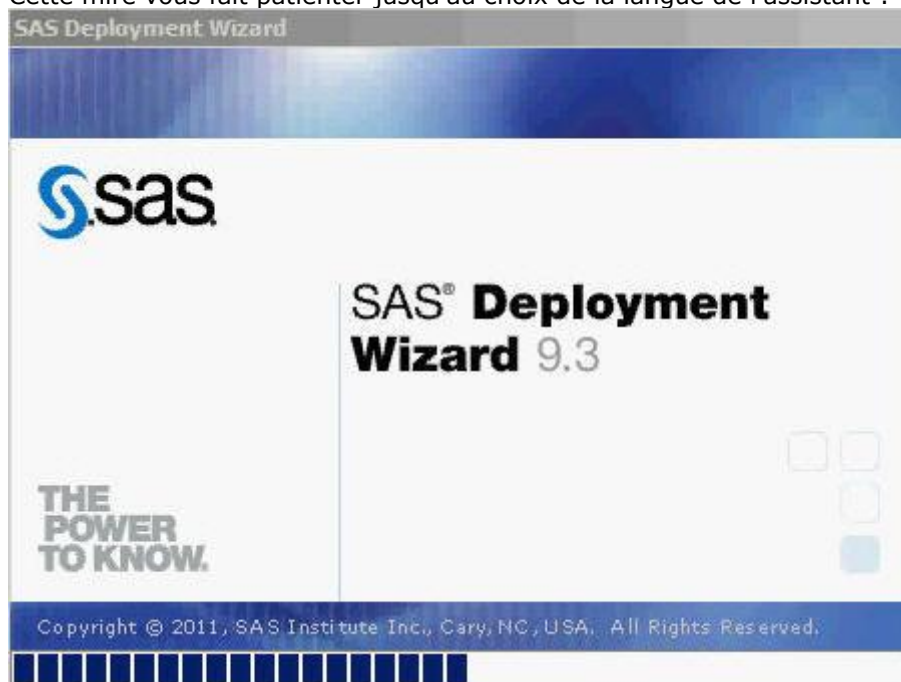 Cette mire vous fait patienter jusqu'au choix de la langue de l'assistant :
SAS Deployment Wizard
sas
SAS® Deployment
Wizard 9.3
THE
POWER
TO KNOW.
Copyright © 2011, SAS Institute Inc., Cary, NC, USA. All Rights Reserved.